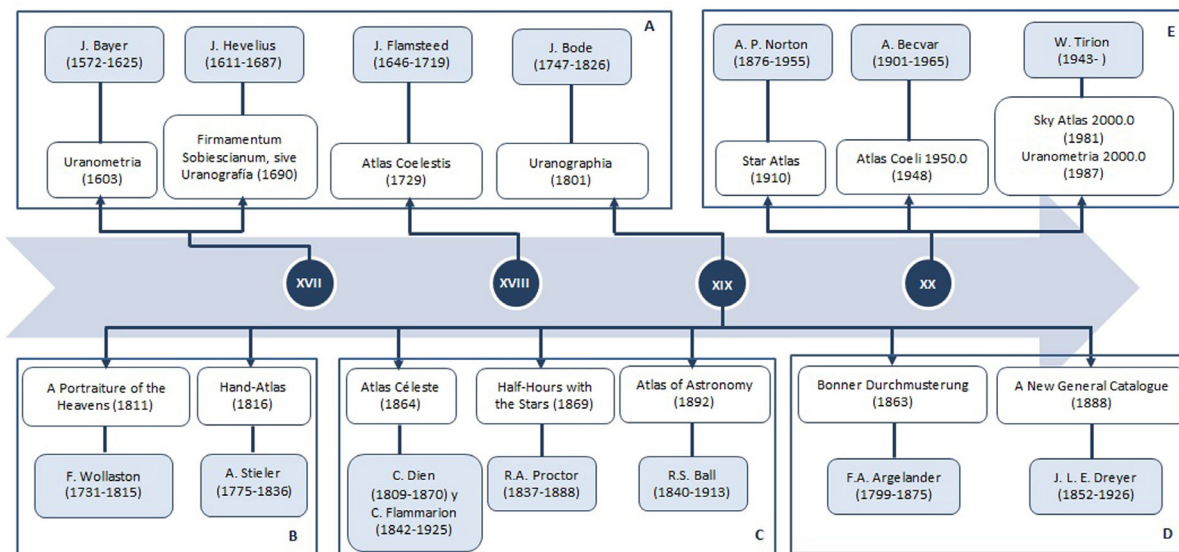 A
J. Bayer
(1572-1625)
J. Hevelius
(1611-1687)
J. Flamsteed
(1646-1719)
J. Bode
(1747-1826)
Uranometria
(1603)
Firmamentum
Sobiescianum, sive
Uranografía (1690)
Atlas Coelestis
(1729)
Uranographia
(1801)
E
A. P. Norton
(1876-1955)
A. Becvar
(1901-1965)
W. Tirion
(1943- )
Star Atlas
(1910)
Atlas Coeli 1950.0
(1948)
Sky Atlas 2000.0
(1981)
Uranometria 2000.0
(1987)
XVII
XVIII
XIX
XX
A Portraiture of the
Heavens (1811)
Hand-Atlas
(1816)
F. Wollaston
(1731-1815)
A. Stieler
(1775-1836)
B
Atlas Céleste
(1864)
Half-Hours with
the Stars (1869)
Atlas of Astronomy
(1892)
C. Dien
(1809-1870) y
C. Flammarion
(1842-1925)
R.A. Proctor
(1837-1888)
R.S. Ball
(1840-1913)
C
Bonner Durchmusterung
(1863)
A New General Catalogue
(1888)
F.A. Argelander
(1799-1875)
J. L. E. Dreyer
(1852-1926)
D